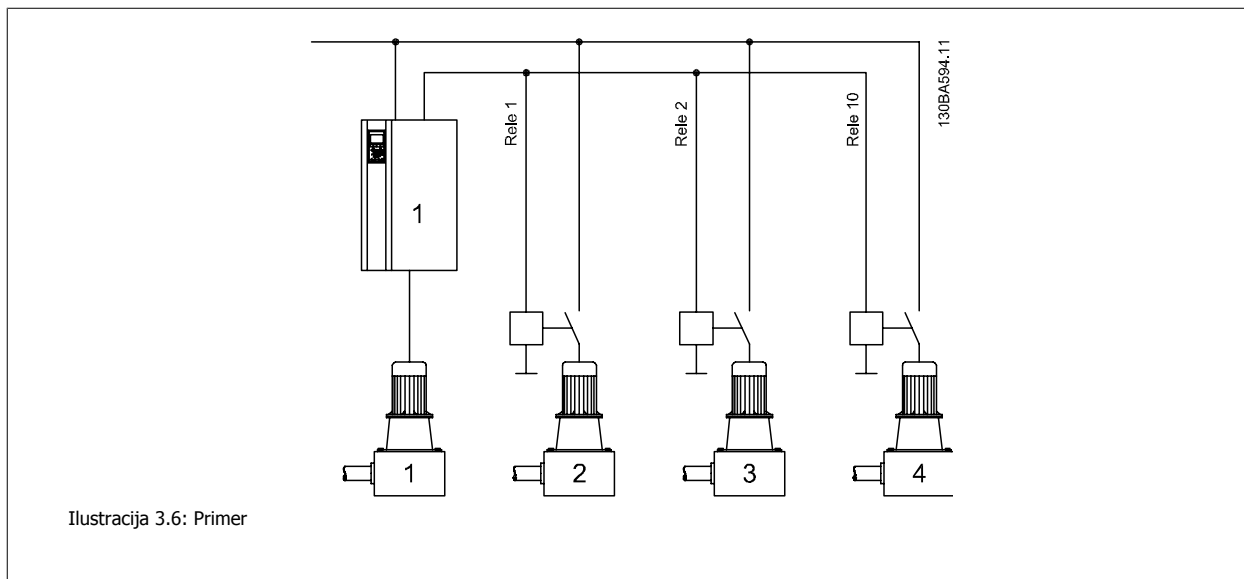 130BA594.11
Rele 1
Rele 2
Rele 10
1
1
2
3
4
Ilustracija 3.6: Primer